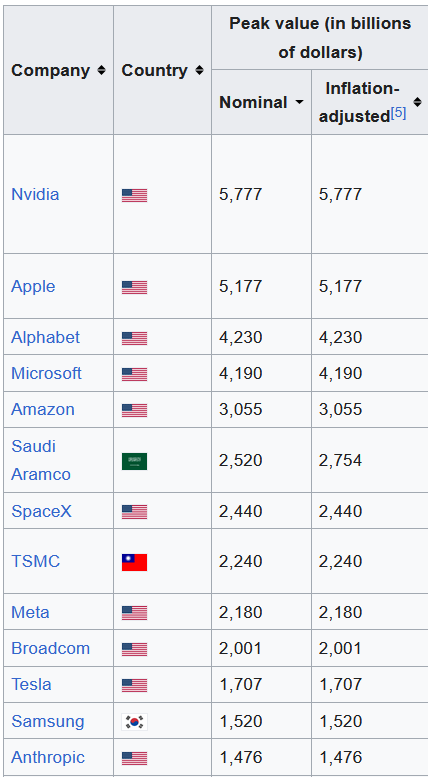 Company Country Peak value (in billions
of dollars)
Nominal Inflation-
adjusted[5]
Nvidia 5,777 5,777
Apple 5,177 5,177
Alphabet 4,230 4,230
Microsoft 4,190 4,190
Amazon 3,055 3,055
Saudi
Aramco 2,520 2,754
SpaceX 2,440 2,440
TSMC 2,240 2,240
Meta 2,180 2,180
Broadcom 2,001 2,001
Tesla 1,707 1,707
Samsung 1,520 1,520
Anthropic 1,476 1,476